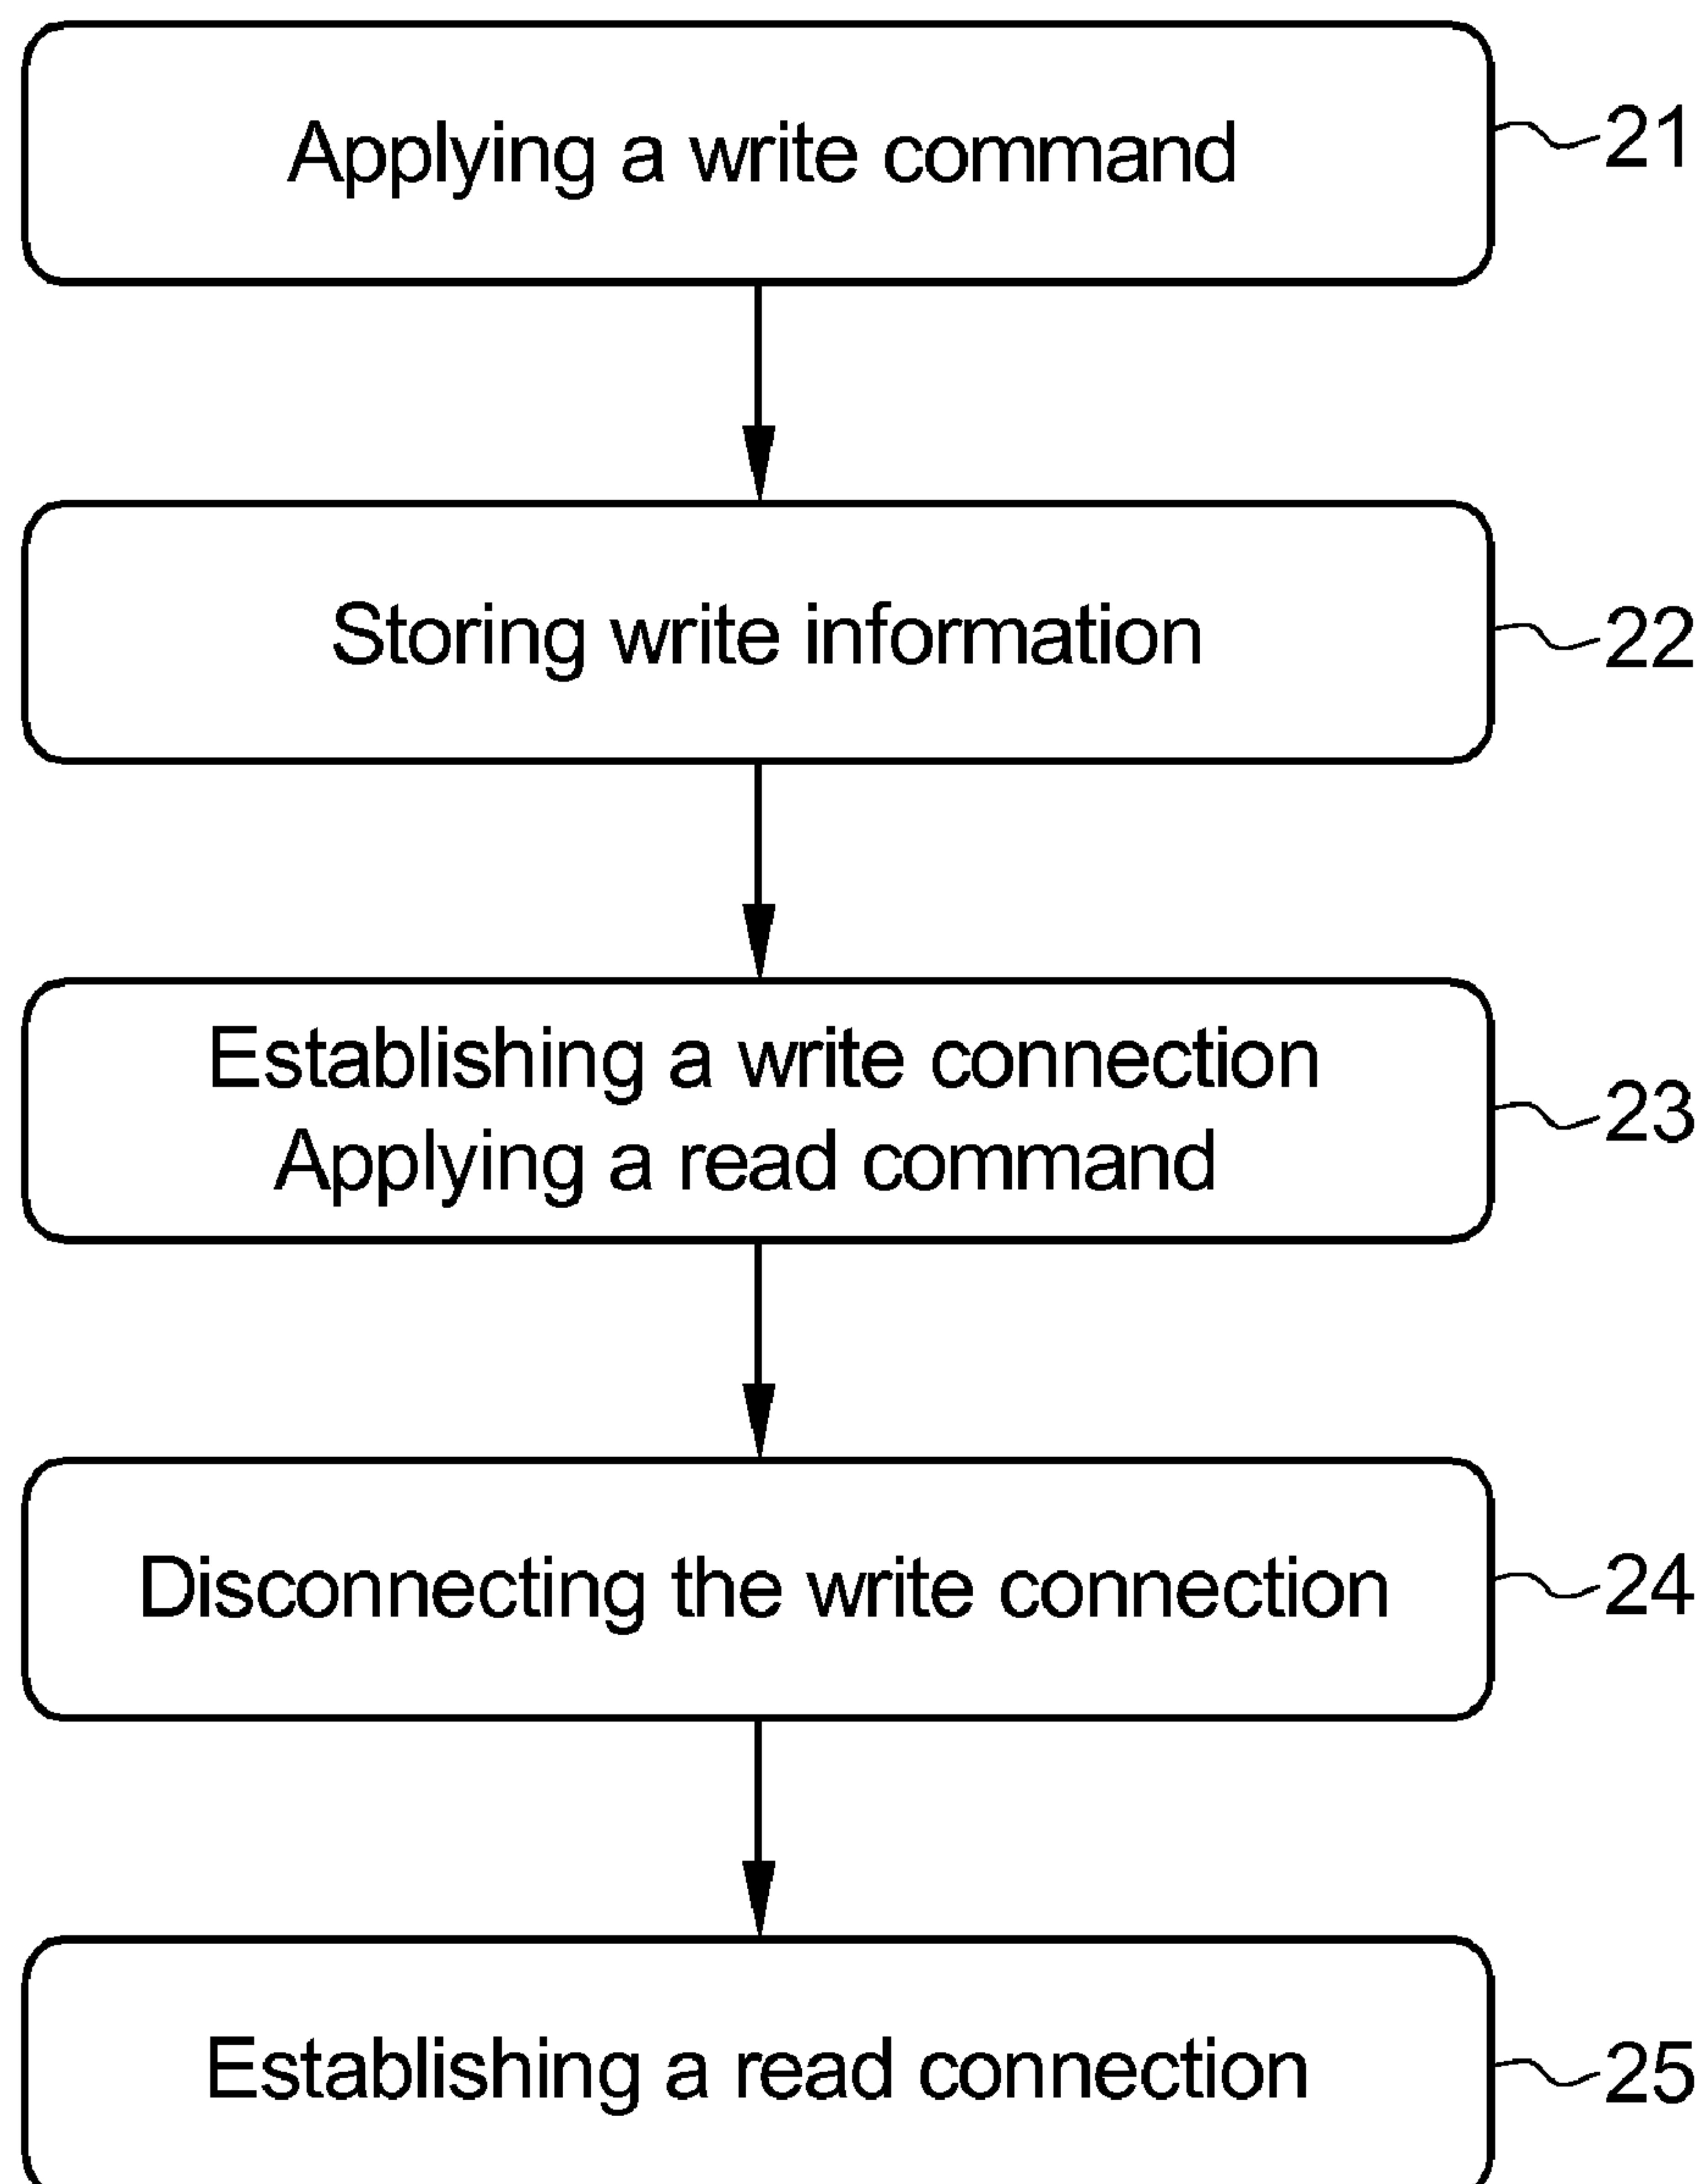 Applying a write command
21
Storing write information
22
Establishing a write connection
Applying a read command
23
Disconnecting the write connection
24
Establishing a read connection
25